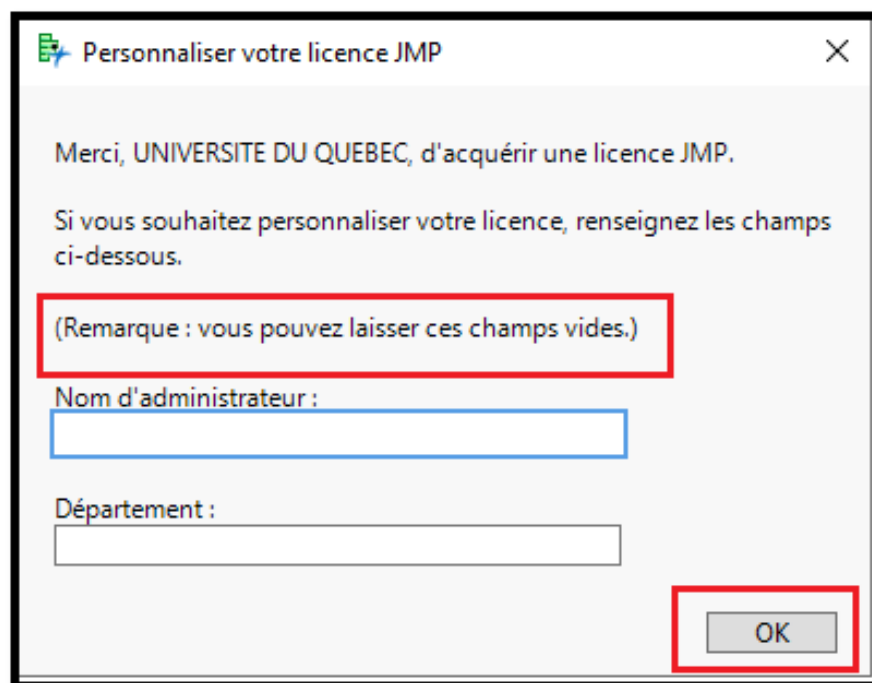 Personnaliser votre licence JMP
Merci, UNIVERSITE DU QUEBEC, d'acquérir une licence JMP.
Si vous souhaitez personnaliser votre licence, renseignez les champs
ci-dessous.
(Remarque : vous pouvez laisser ces champs vides.)
Nom d'administrateur :
Département :
OK